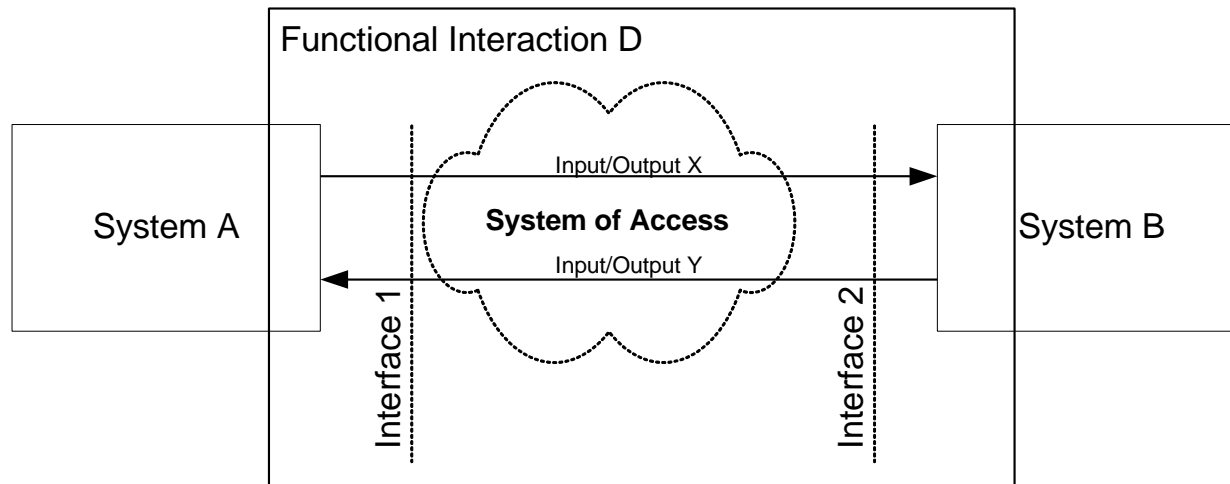 Functional Interaction D
Input/Output X
System A
System of Access
System B
Input/Output Y
Interface 1
Interface 2